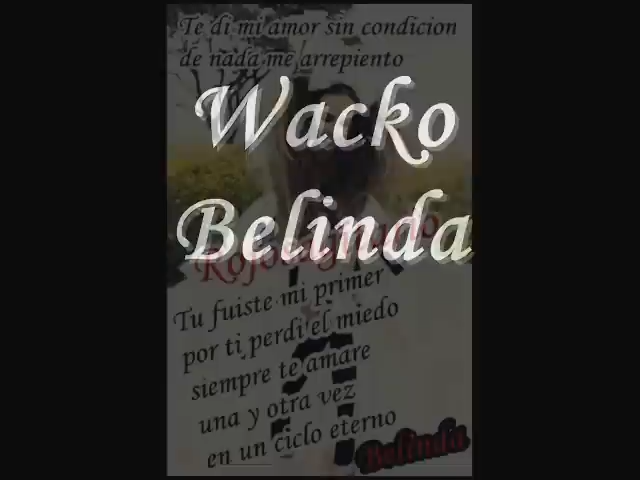 Te di mi amor sin condicion
de nada me arrepiento
Wacko
Belinda
Tu fuiste mi primer
por ti perdi el miedo
siempre te amare
una y otra vez
en un ciclo eterno
Belinda